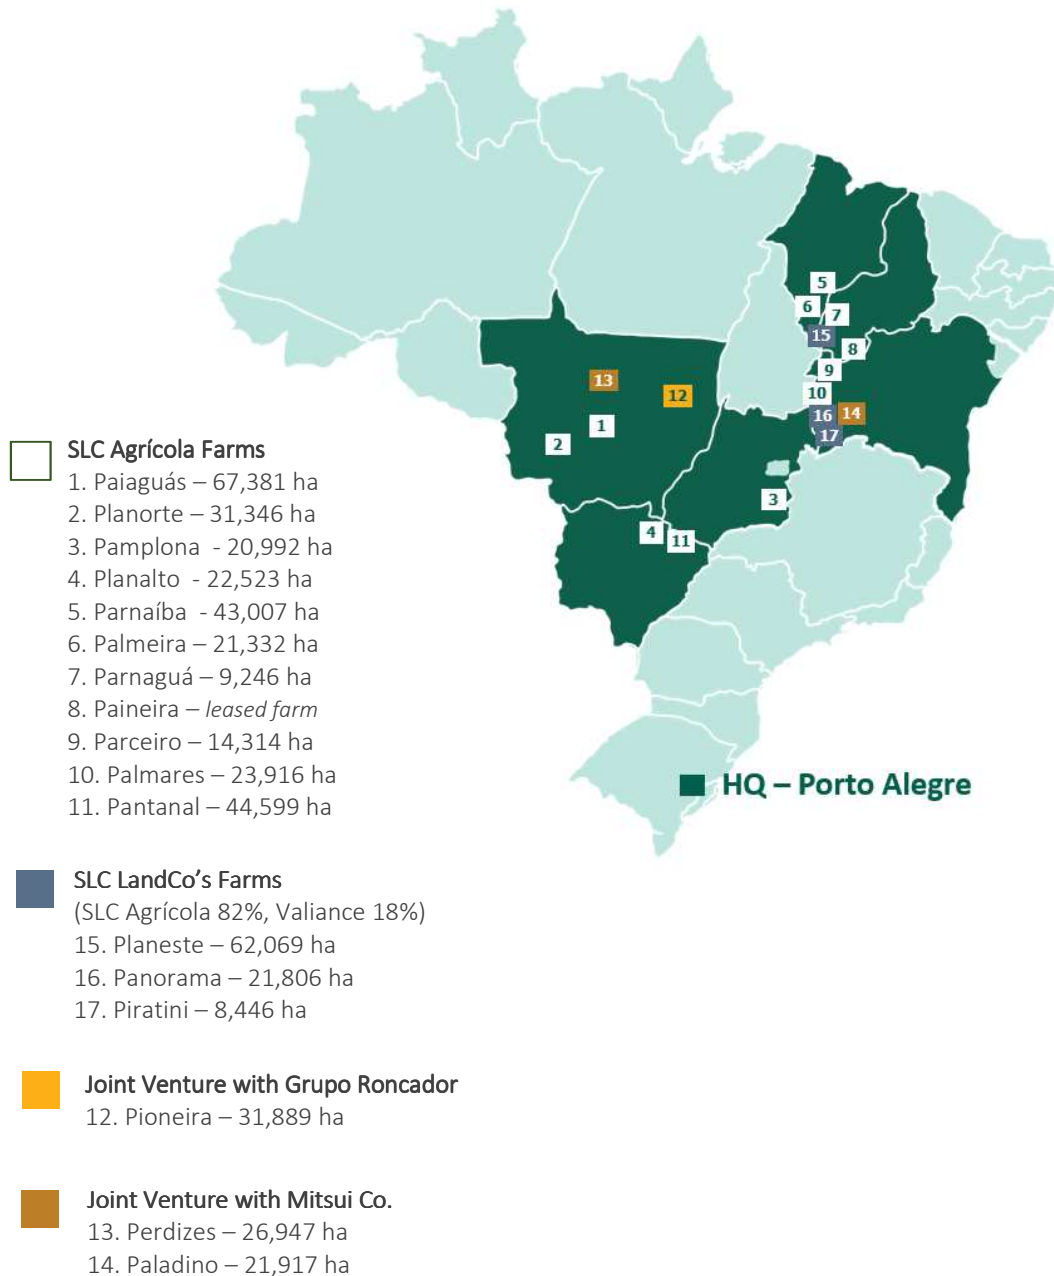 5
6
7
15
8
13
9
12
10
16
14
1
17
2
3
4
11
SLC Agrícola Farms
1. Paiaguás – 67,381 ha
2. Planorte – 31,346 ha
3. Pamplona - 20,992 ha
4. Planalto - 22,523 ha
5. Parnaíba - 43,007 ha
6. Palmeira – 21,332 ha
7. Parnaguá – 9,246 ha
8. Paineira – leased farm
9. Parceiro – 14,314 ha
10. Palmares – 23,916 ha
11. Pantanal – 44,599 ha
HQ – Porto Alegre
SLC LandCo’s Farms
(SLC Agrícola 82%, Valiance 18%)
15. Planeste – 62,069 ha
16. Panorama – 21,806 ha
17. Piratini – 8,446 ha
Joint Venture with Grupo Roncador
12. Pioneira – 31,889 ha
Joint Venture with Mitsui Co.
13. Perdizes – 26,947 ha
14. Paladino – 21,917 ha